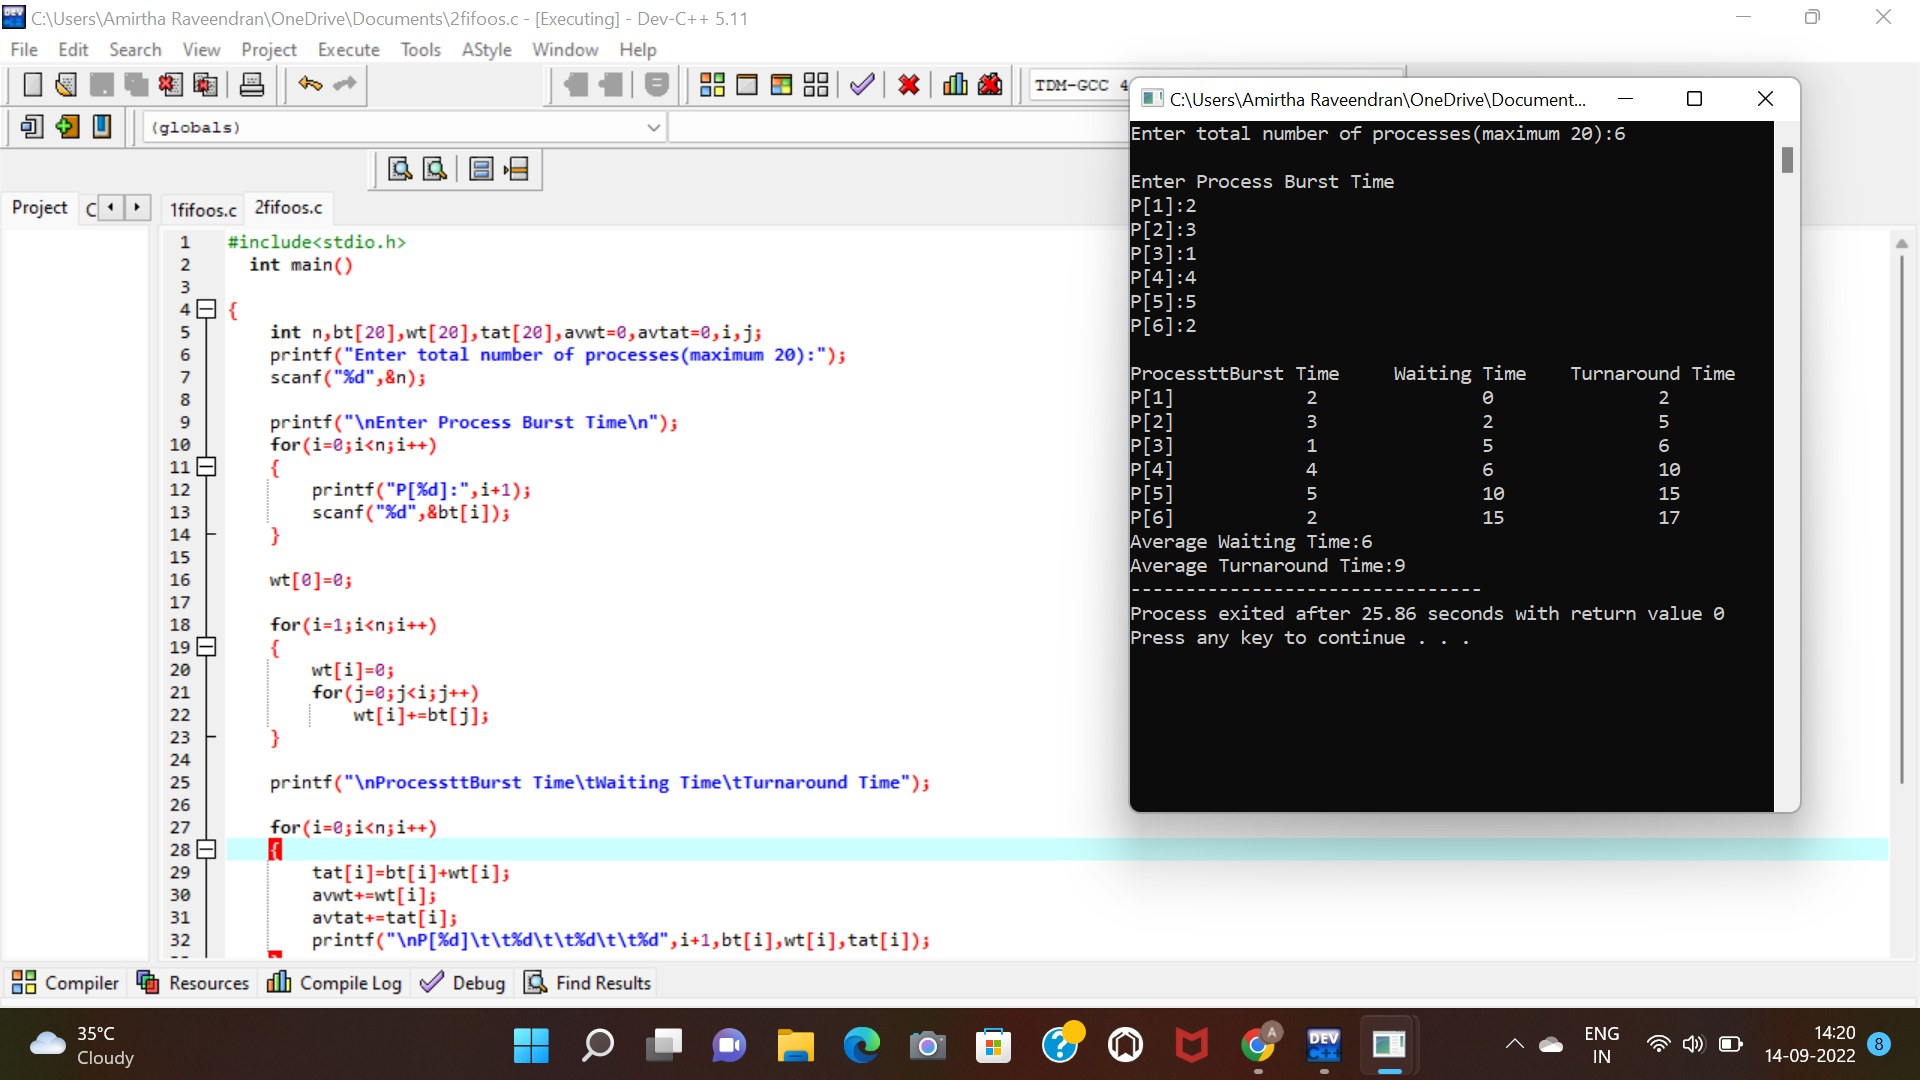 C:\Users\Amirtha Raveendran\OneDrive\Documents\2fifoos.c - [Executing] - Dev-C++ 5.11
File Edit Search View Project Execute Tools AStyle Window Help
TDM-GCC 4
(globals)
Project C 1fifoos.c 2fifoos.c
1 #include<stdio.h>
2 int main()
3
4 {
5 int n,bt[20],wt[20],tat[20],avwt=0,avtat=0,i,j;
6 printf("Enter total number of processes(maximum 20):");
7 scanf("%d",&n);
8
9 printf("\nEnter Process Burst Time\n");
10 for(i=0;i<n;i++)
11 {
12 printf("P[%d]:",i+1);
13 scanf("%d",&bt[i]);
14 }
15
16 wt[0]=0;
17
18 for(i=1;i<n;i++)
19 {
20 wt[i]=0;
21 for(j=0;j<i;j++)
22 wt[i]+=bt[j];
23 }
24
25 printf("\nProcessttBurst Time\tWaiting Time\tTurnaround Time");
26
27 for(i=0;i<n;i++)
28 {
29 tat[i]=bt[i]+wt[i];
30 avwt+=wt[i];
31 avtat+=tat[i];
32 printf("\nP[%d]\t\t%d\t\t%d\t\t%d",i+1,bt[i],wt[i],tat[i]);
C:\Users\Amirtha Raveendran\OneDrive\Document...
Enter total number of processes(maximum 20):6
Enter Process Burst Time
P[1]:2
P[2]:3
P[3]:1
P[4]:4
P[5]:5
P[6]:2
ProcessttBurst Time Waiting Time Turnaround Time
P[1] 2 0 2
P[2] 3 2 5
P[3] 1 5 6
P[4] 4 6 10
P[5] 5 10 15
P[6] 2 15 17
Average Waiting Time:6
Average Turnaround Time:9
--------------------------------
Process exited after 25.86 seconds with return value 0
Press any key to continue . . .
Compiler Resources Compile Log Debug Find Results
35°C
Cloudy
A
DEV
C++
ENG
IN
14:20
14-09-2022
8